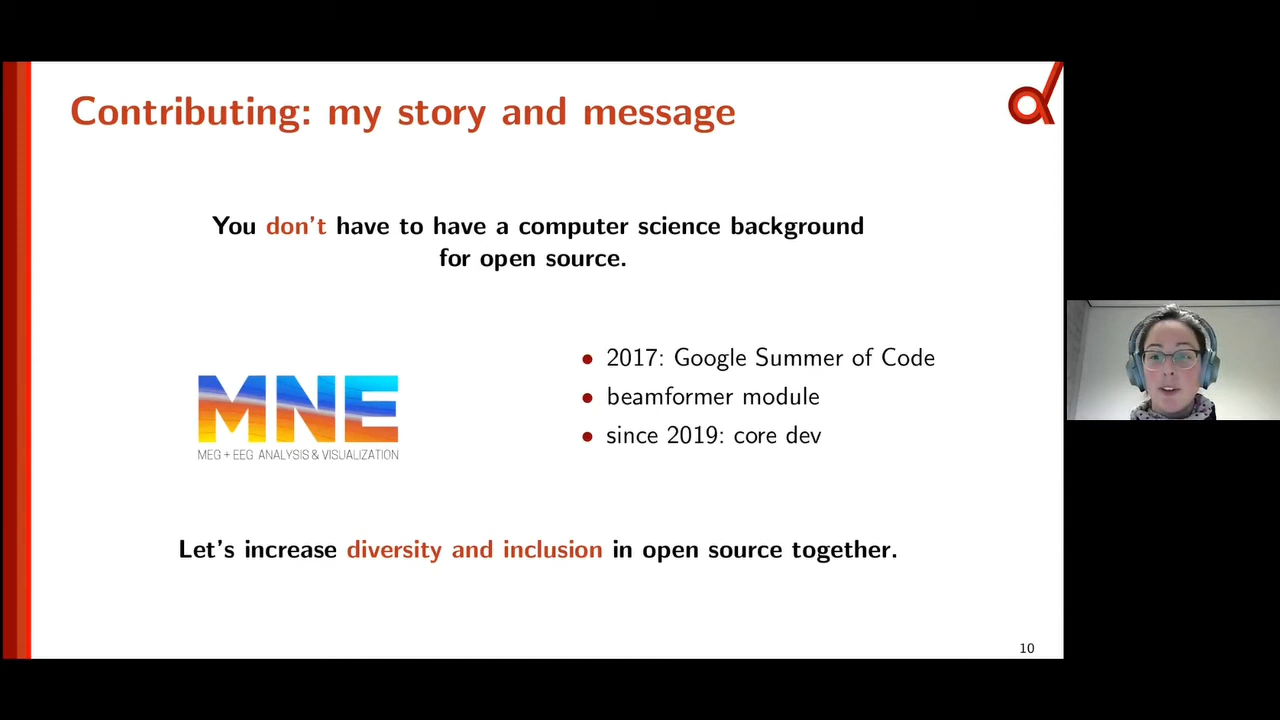 Contributing: my story and message
You don't have to have a computer science background
for open source.
MNE
MEG + EEG ANALYSIS & VISUALIZATION
• 2017: Google Summer of Code
• beamformer module
• since 2019: core dev
Let's increase diversity and inclusion in open source together.
10